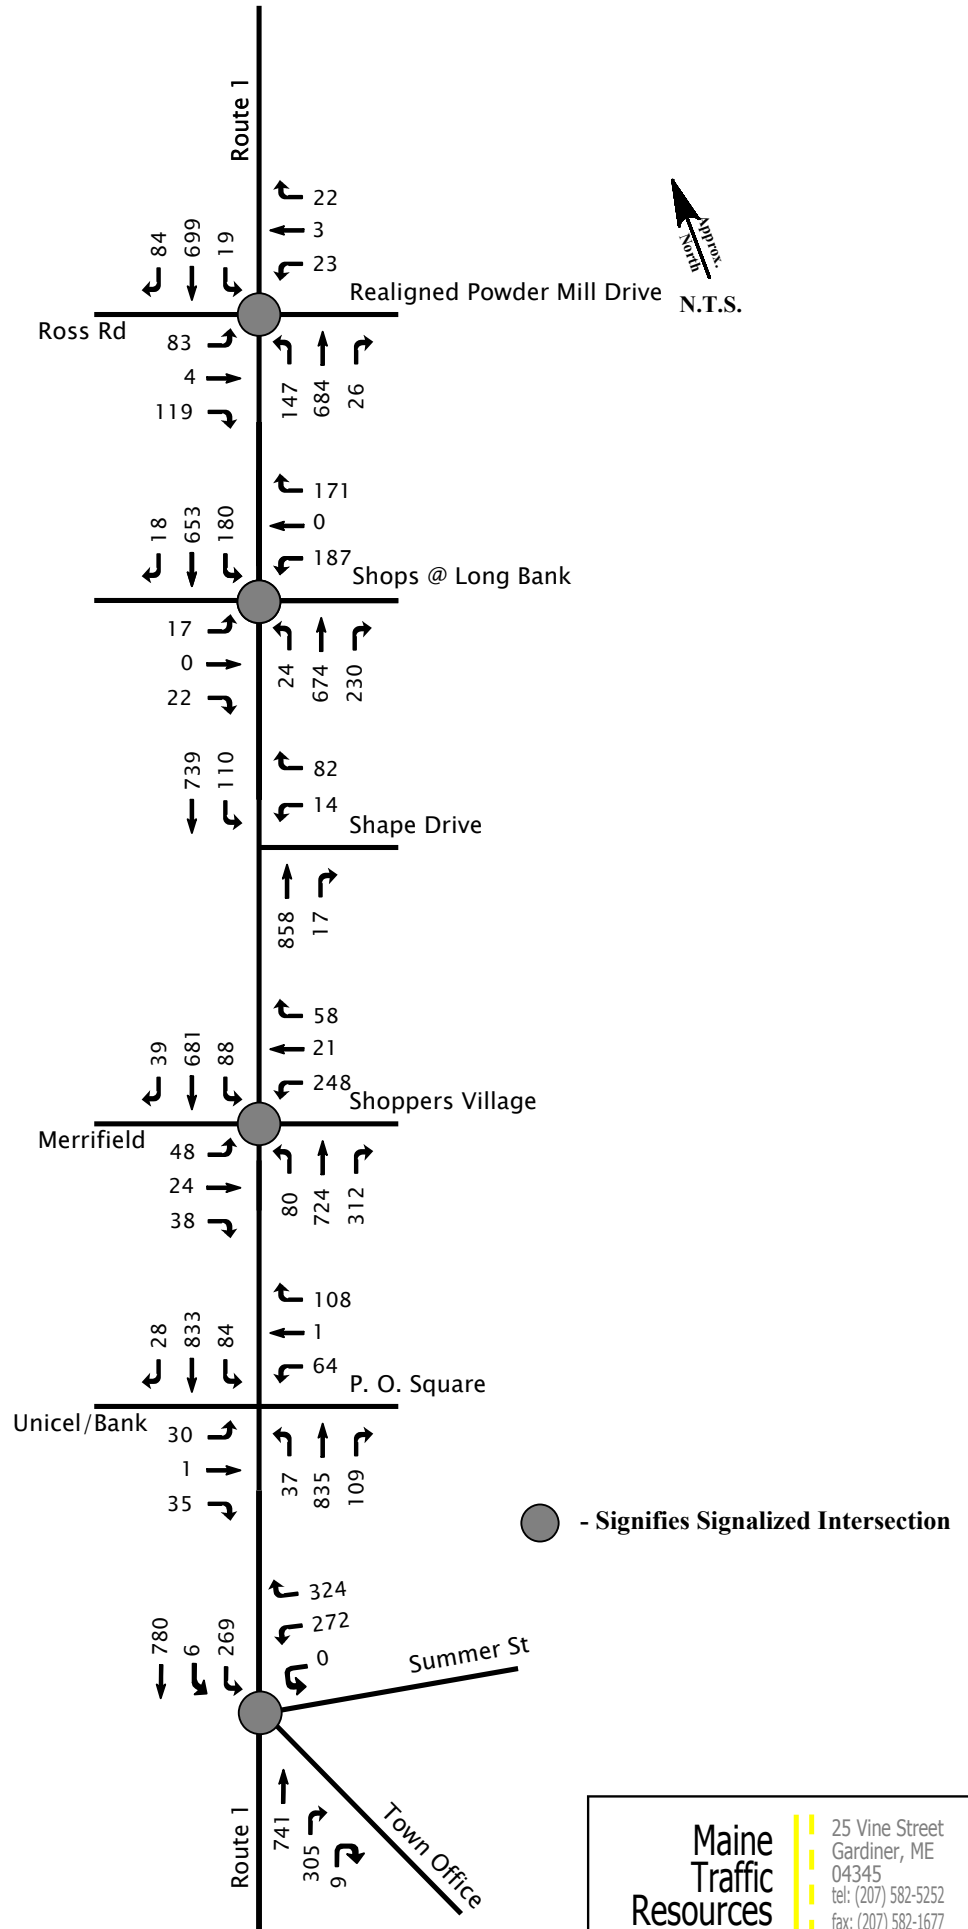 Route 1
22
3
23
84
699
19
Realigned Powder Mill Drive
Ross Rd
83
4
119
147
684
26
Approx.
North
N.T.S.
171
0
187
18
653
180
Shops @ Long Bank
17
0
22
24
674
230
739
110
82
14
Shape Drive
858
17
58
21
248
39
681
88
Shoppers Village
Merrifield
48
24
38
80
724
312
108
1
64
28
833
84
P. O. Square
Unicel/Bank
30
1
35
37
835
109
- Signifies Signalized Intersection
324
272
0
780
6
269
Summer St
Town Office
741
305
9
Route 1
Maine
Traffic
Resources
25 Vine Street
Gardiner, ME
04345
tel: (207) 582-5252
fax: (207) 582-1677